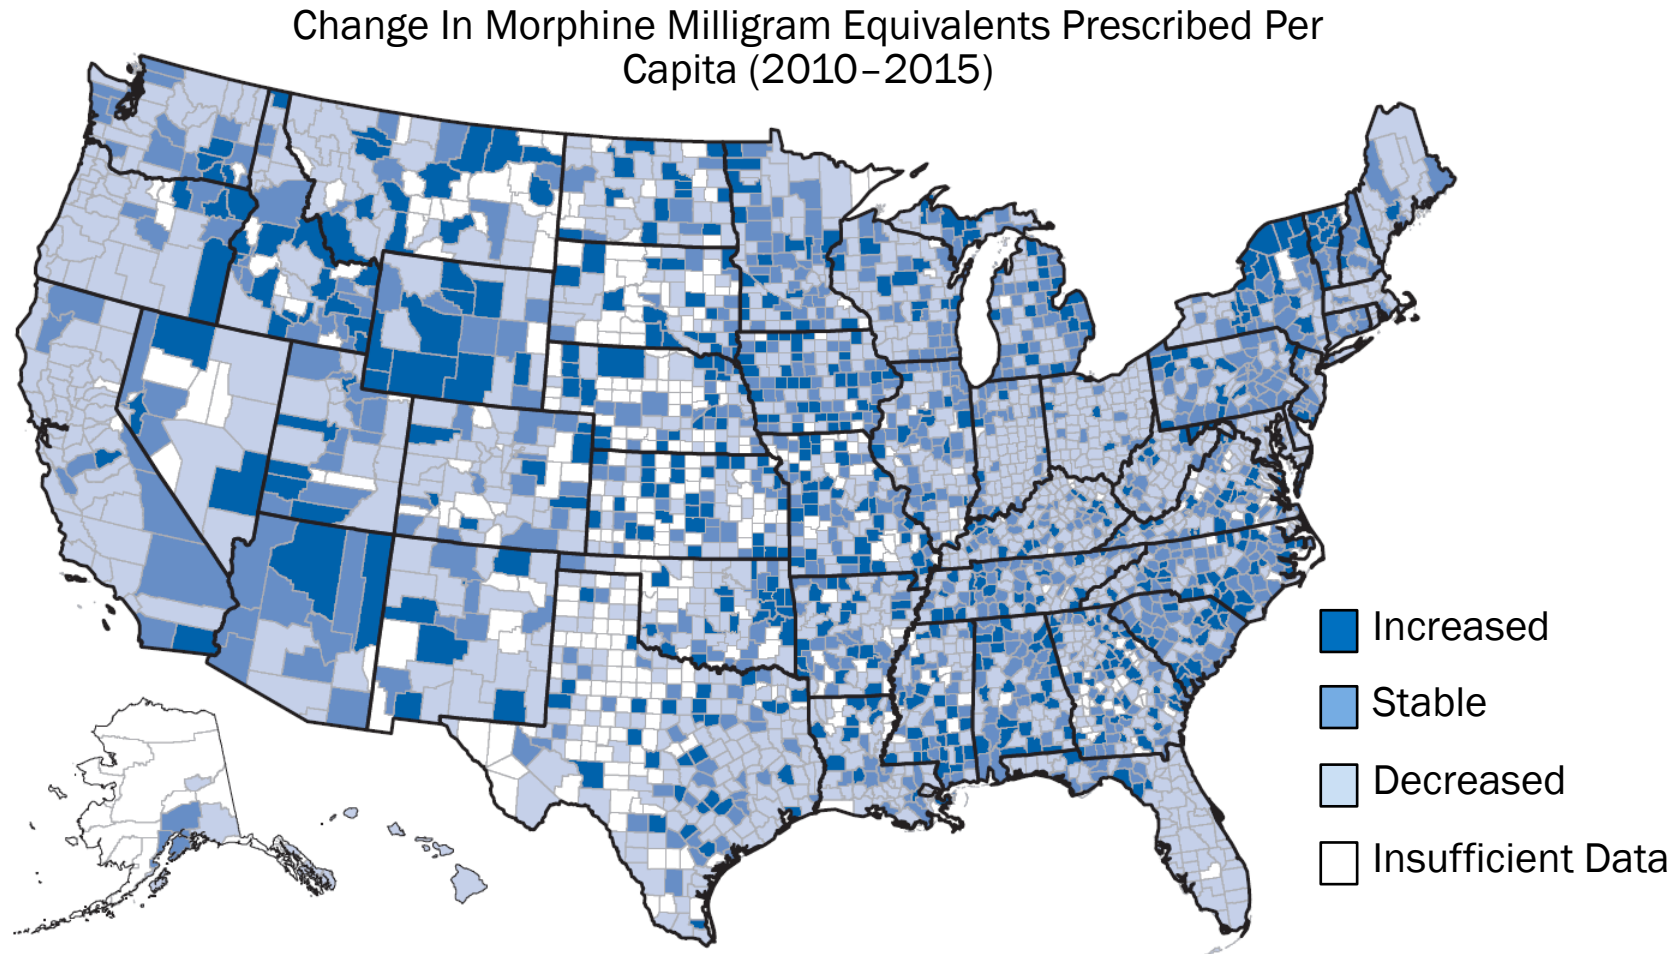 Change In Morphine Milligram Equivalents Prescribed Per
Capita (2010–2015)
Increased
Stable
Decreased
Insufficient Data